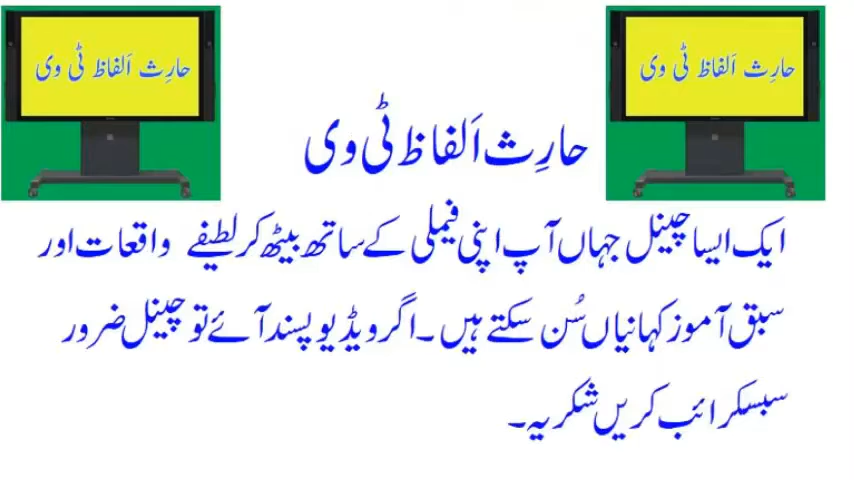 حارِث اَلفاظ ٹی وی
حارِث اَلفاظ ٹی وی
حارِث اَلفاظ ٹی وی
ایک ایسا چینل جہاں آپ اپنی فیملی کے ساتھ بیٹھ کر لطیفے واقعات اور
سبق آموز کہانیاں سُن سکتے ہیں۔ اگر ویڈیو پسند آئے تو چینل ضرور
سبسکرائب کریں شکریہ۔